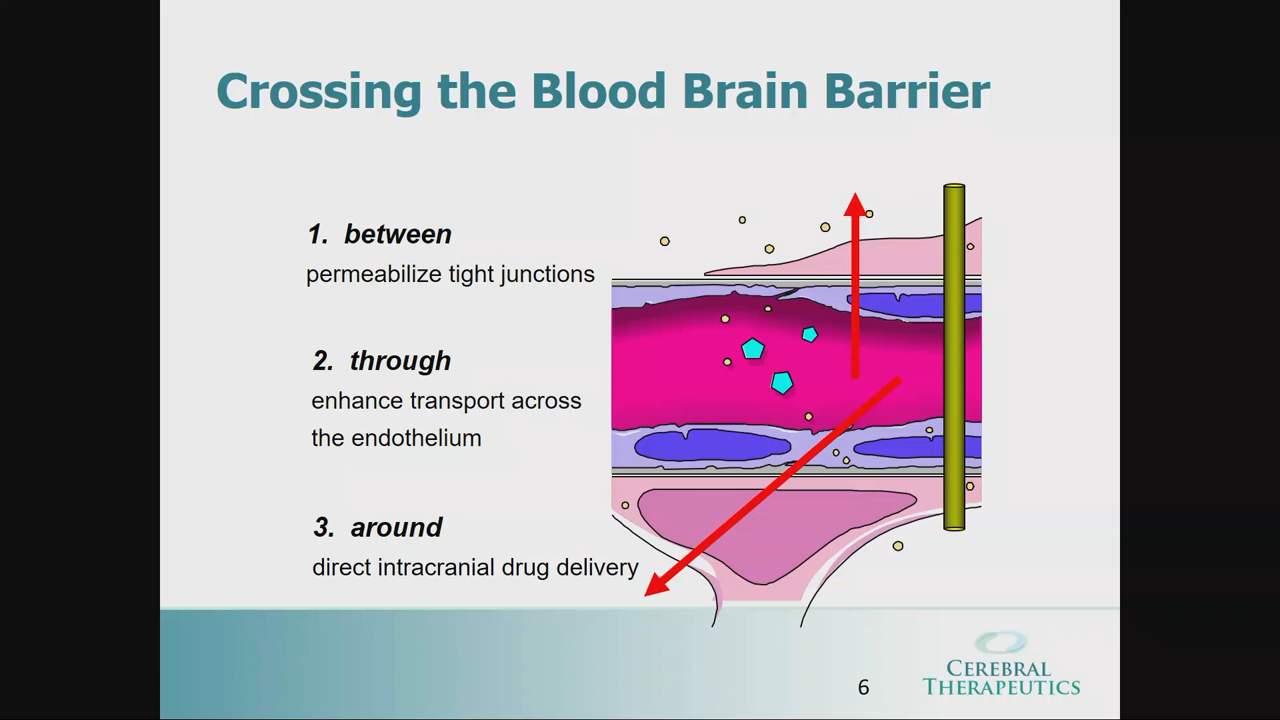 Crossing the Blood Brain Barrier
1. between
permeabilize tight junctions
2. through
enhance transport across
the endothelium
3. around
direct intracranial drug delivery
6
CEREBRAL
THERAPEUTICS